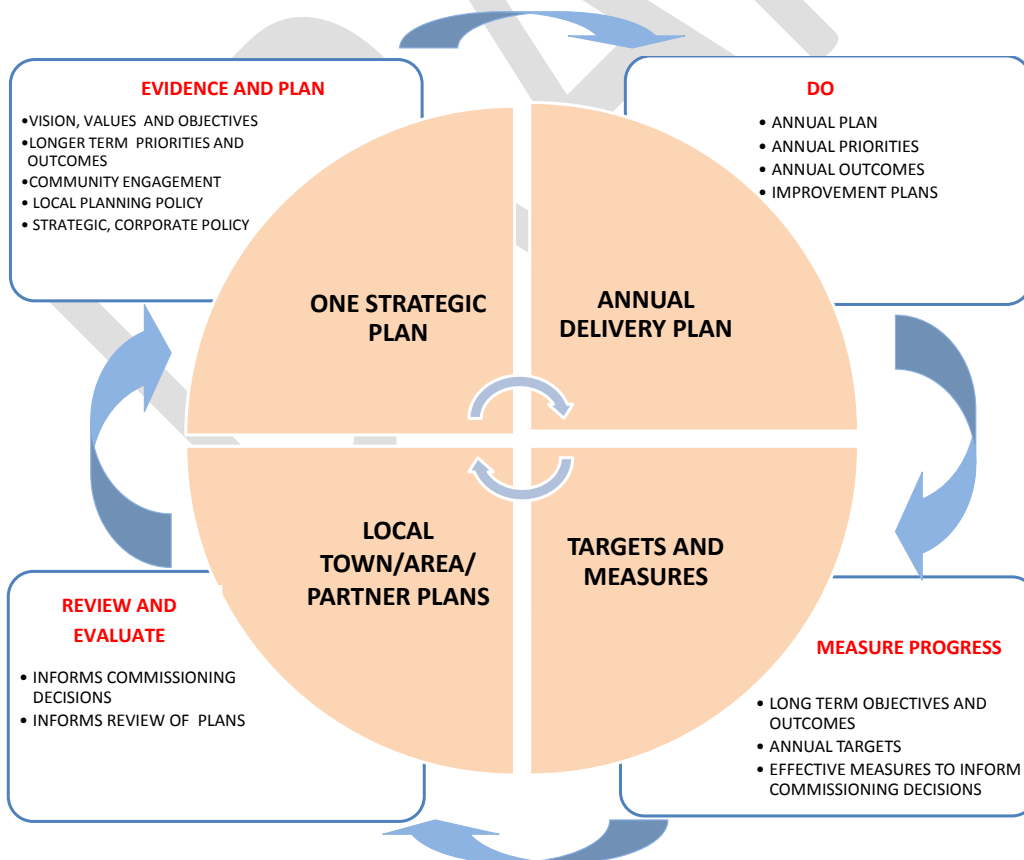 EVIDENCE AND PLAN
•VISION, VALUES AND OBJECTIVES
•LONGER TERM PRIORITIES AND
OUTCOMES
•COMMUNITY ENGAGEMENT
• LOCAL PLANNING POLICY
• STRATEGIC, CORPORATE POLICY
DO
• ANNUAL PLAN
• ANNUAL PRIORITIES
• ANNUAL OUTCOMES
• IMPROVEMENT PLANS
ONE STRATEGIC
PLAN
ANNUAL
DELIVERY PLAN
LOCAL
TOWN/AREA/
PARTNER PLANS
TARGETS AND
MEASURES
REVIEW AND
EVALUATE
• INFORMS COMMISSIONING
DECISIONS
• INFORMS REVIEW OF PLANS
MEASURE PROGRESS
• LONG TERM OBJECTIVES AND
OUTCOMES
• ANNUAL TARGETS
• EFFECTIVE MEASURES TO INFORM
COMMISSIONING DECISIONS